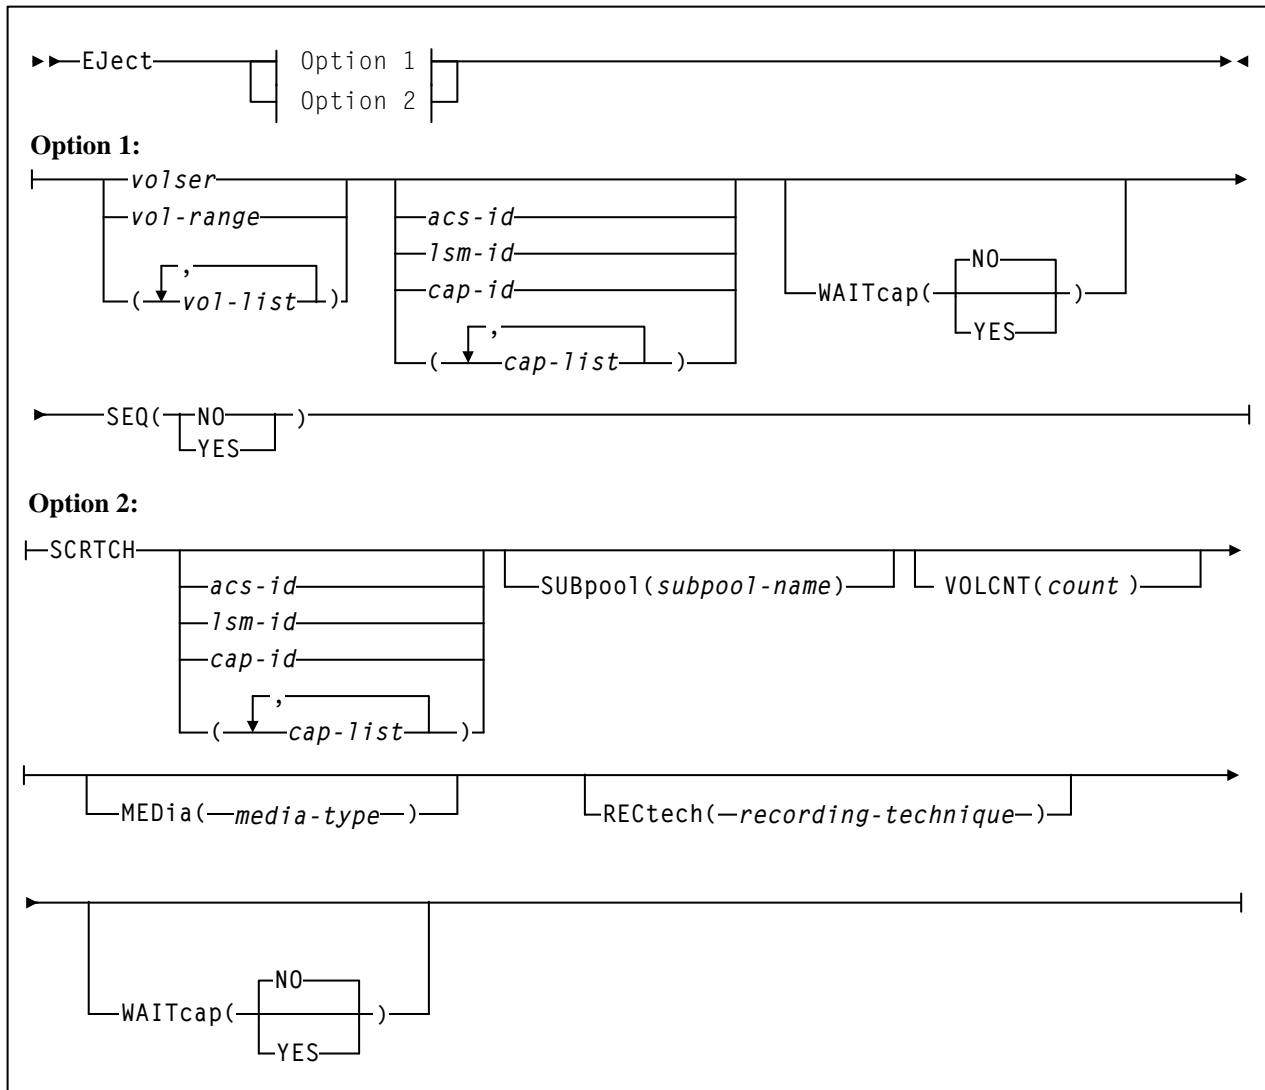 EJect Option 1
Option 2
Option 1:
volser
vol-range
,
( vol-list )
acs-id
lsm-id
cap-id
,
( cap-list )
WAITcap( NO )
YES
SEQ( NO )
YES
Option 2:
SCRTCH
acs-id
lsm-id
cap-id
,
( cap-list )
SUBpool(subpool-name)
VOLCNT(count )
MEDia( media-type )
RECtech( recording-technique )
NO
WAITcap( )
YES